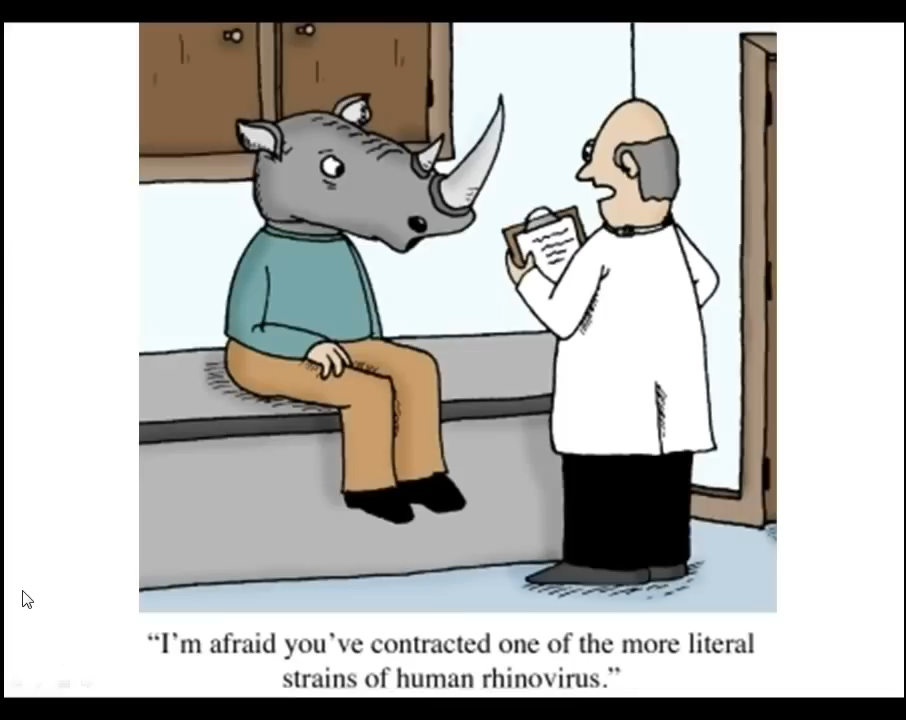 “I’m afraid you’ve contracted one of the more literal
strains of human rhinovirus.”